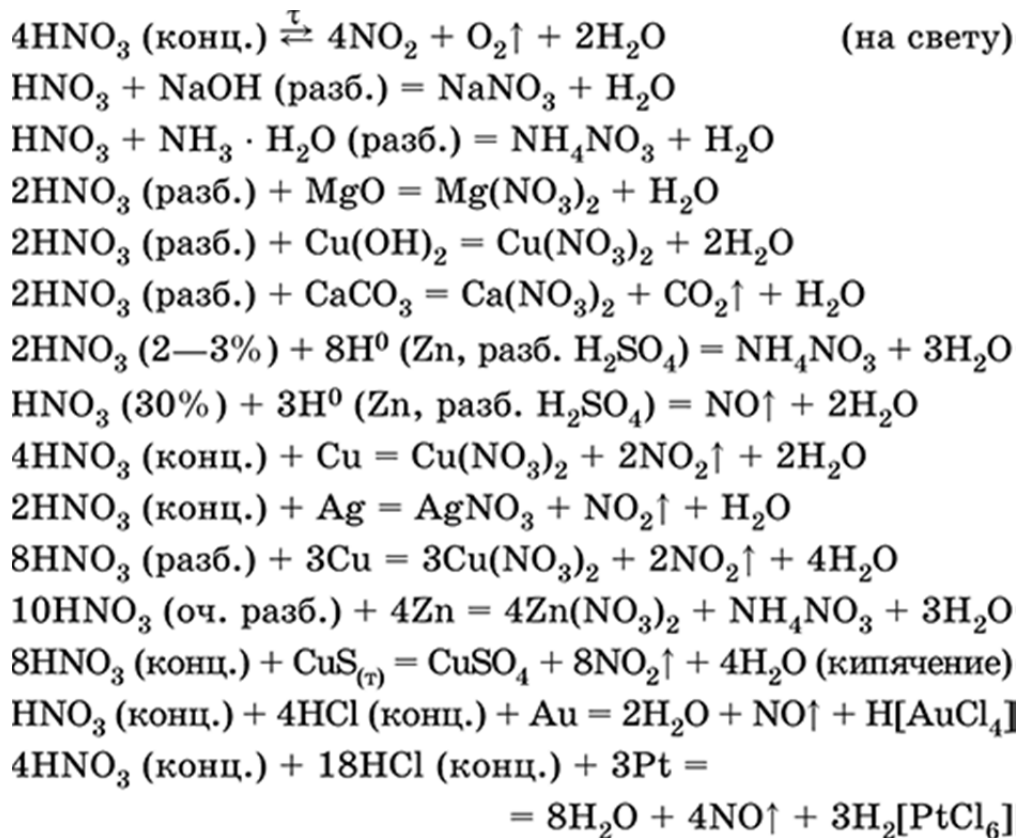 4HNO₃ (конц.) ⇄ 4NO₂ + O₂↑ + 2H₂O (на свету)
HNO₃ + NaOH (разб.) = NaNO₃ + H₂O
HNO₃ + NH₃ · H₂O (разб.) = NH₄NO₃ + H₂O
2HNO₃ (разб.) + MgO = Mg(NO₃)₂ + H₂O
2HNO₃ (разб.) + Cu(OH)₂ = Cu(NO₃)₂ + 2H₂O
2HNO₃ (разб.) + CaCO₃ = Ca(NO₃)₂ + CO₂↑ + H₂O
2HNO₃ (2—3%) + 8H⁰ (Zn, разб. H₂SO₄) = NH₄NO₃ + 3H₂O
HNO₃ (30%) + 3H⁰ (Zn, разб. H₂SO₄) = NO↑ + 2H₂O
4HNO₃ (конц.) + Cu = Cu(NO₃)₂ + 2NO₂↑ + 2H₂O
2HNO₃ (конц.) + Ag = AgNO₃ + NO₂↑ + H₂O
8HNO₃ (разб.) + 3Cu = 3Cu(NO₃)₂ + 2NO₂↑ + 4H₂O
10HNO₃ (оч. разб.) + 4Zn = 4Zn(NO₃)₂ + NH₄NO₃ + 3H₂O
8HNO₃ (конц.) + CuS₍т₎ = CuSO₄ + 8NO₂↑ + 4H₂O (кипячение)
HNO₃ (конц.) + 4HCl (конц.) + Au = 2H₂O + NO↑ + H[AuCl₄]
4HNO₃ (конц.) + 18HCl (конц.) + 3Pt =
= 8H₂O + 4NO↑ + 3H₂[PtCl₆]